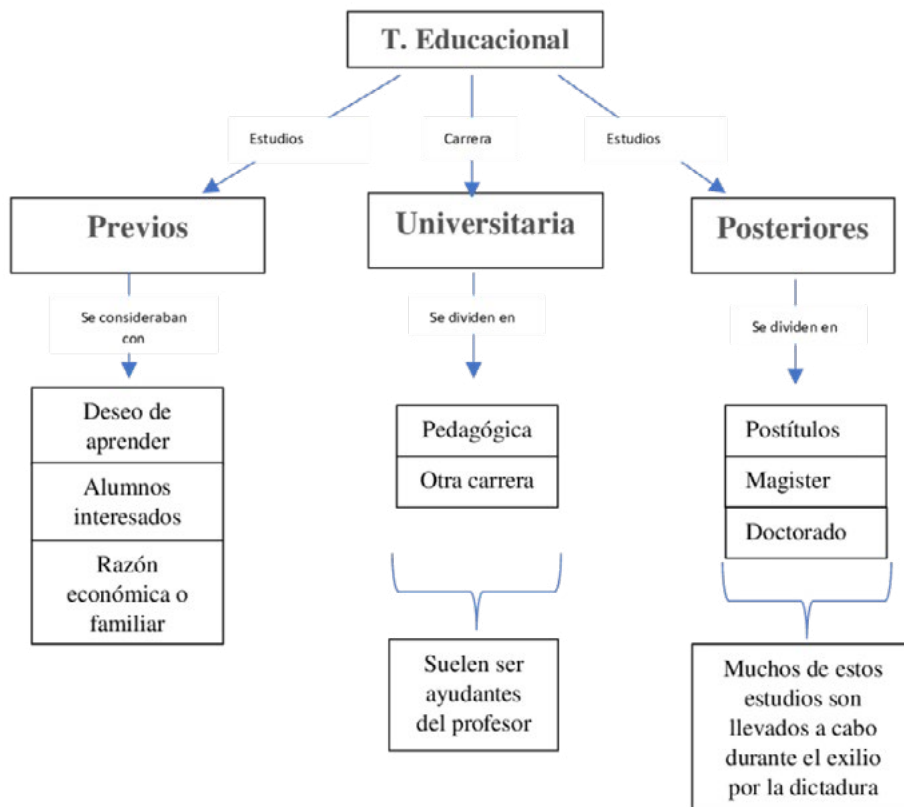 T. Educacional
Estudios
Carrera
Estudios
Previos
Universitaria
Posteriores
Se consideraban
con
Se dividen en
Se dividen en
Deseo de
aprender
Alumnos
interesados
Razón
económica o
familiar
Pedagógica
Otra carrera
Postítulos
Magister
Doctorado
Suelen ser
ayudantes
del profesor
Muchos de estos
estudios son
llevados a cabo
durante el exilio
por la dictadura